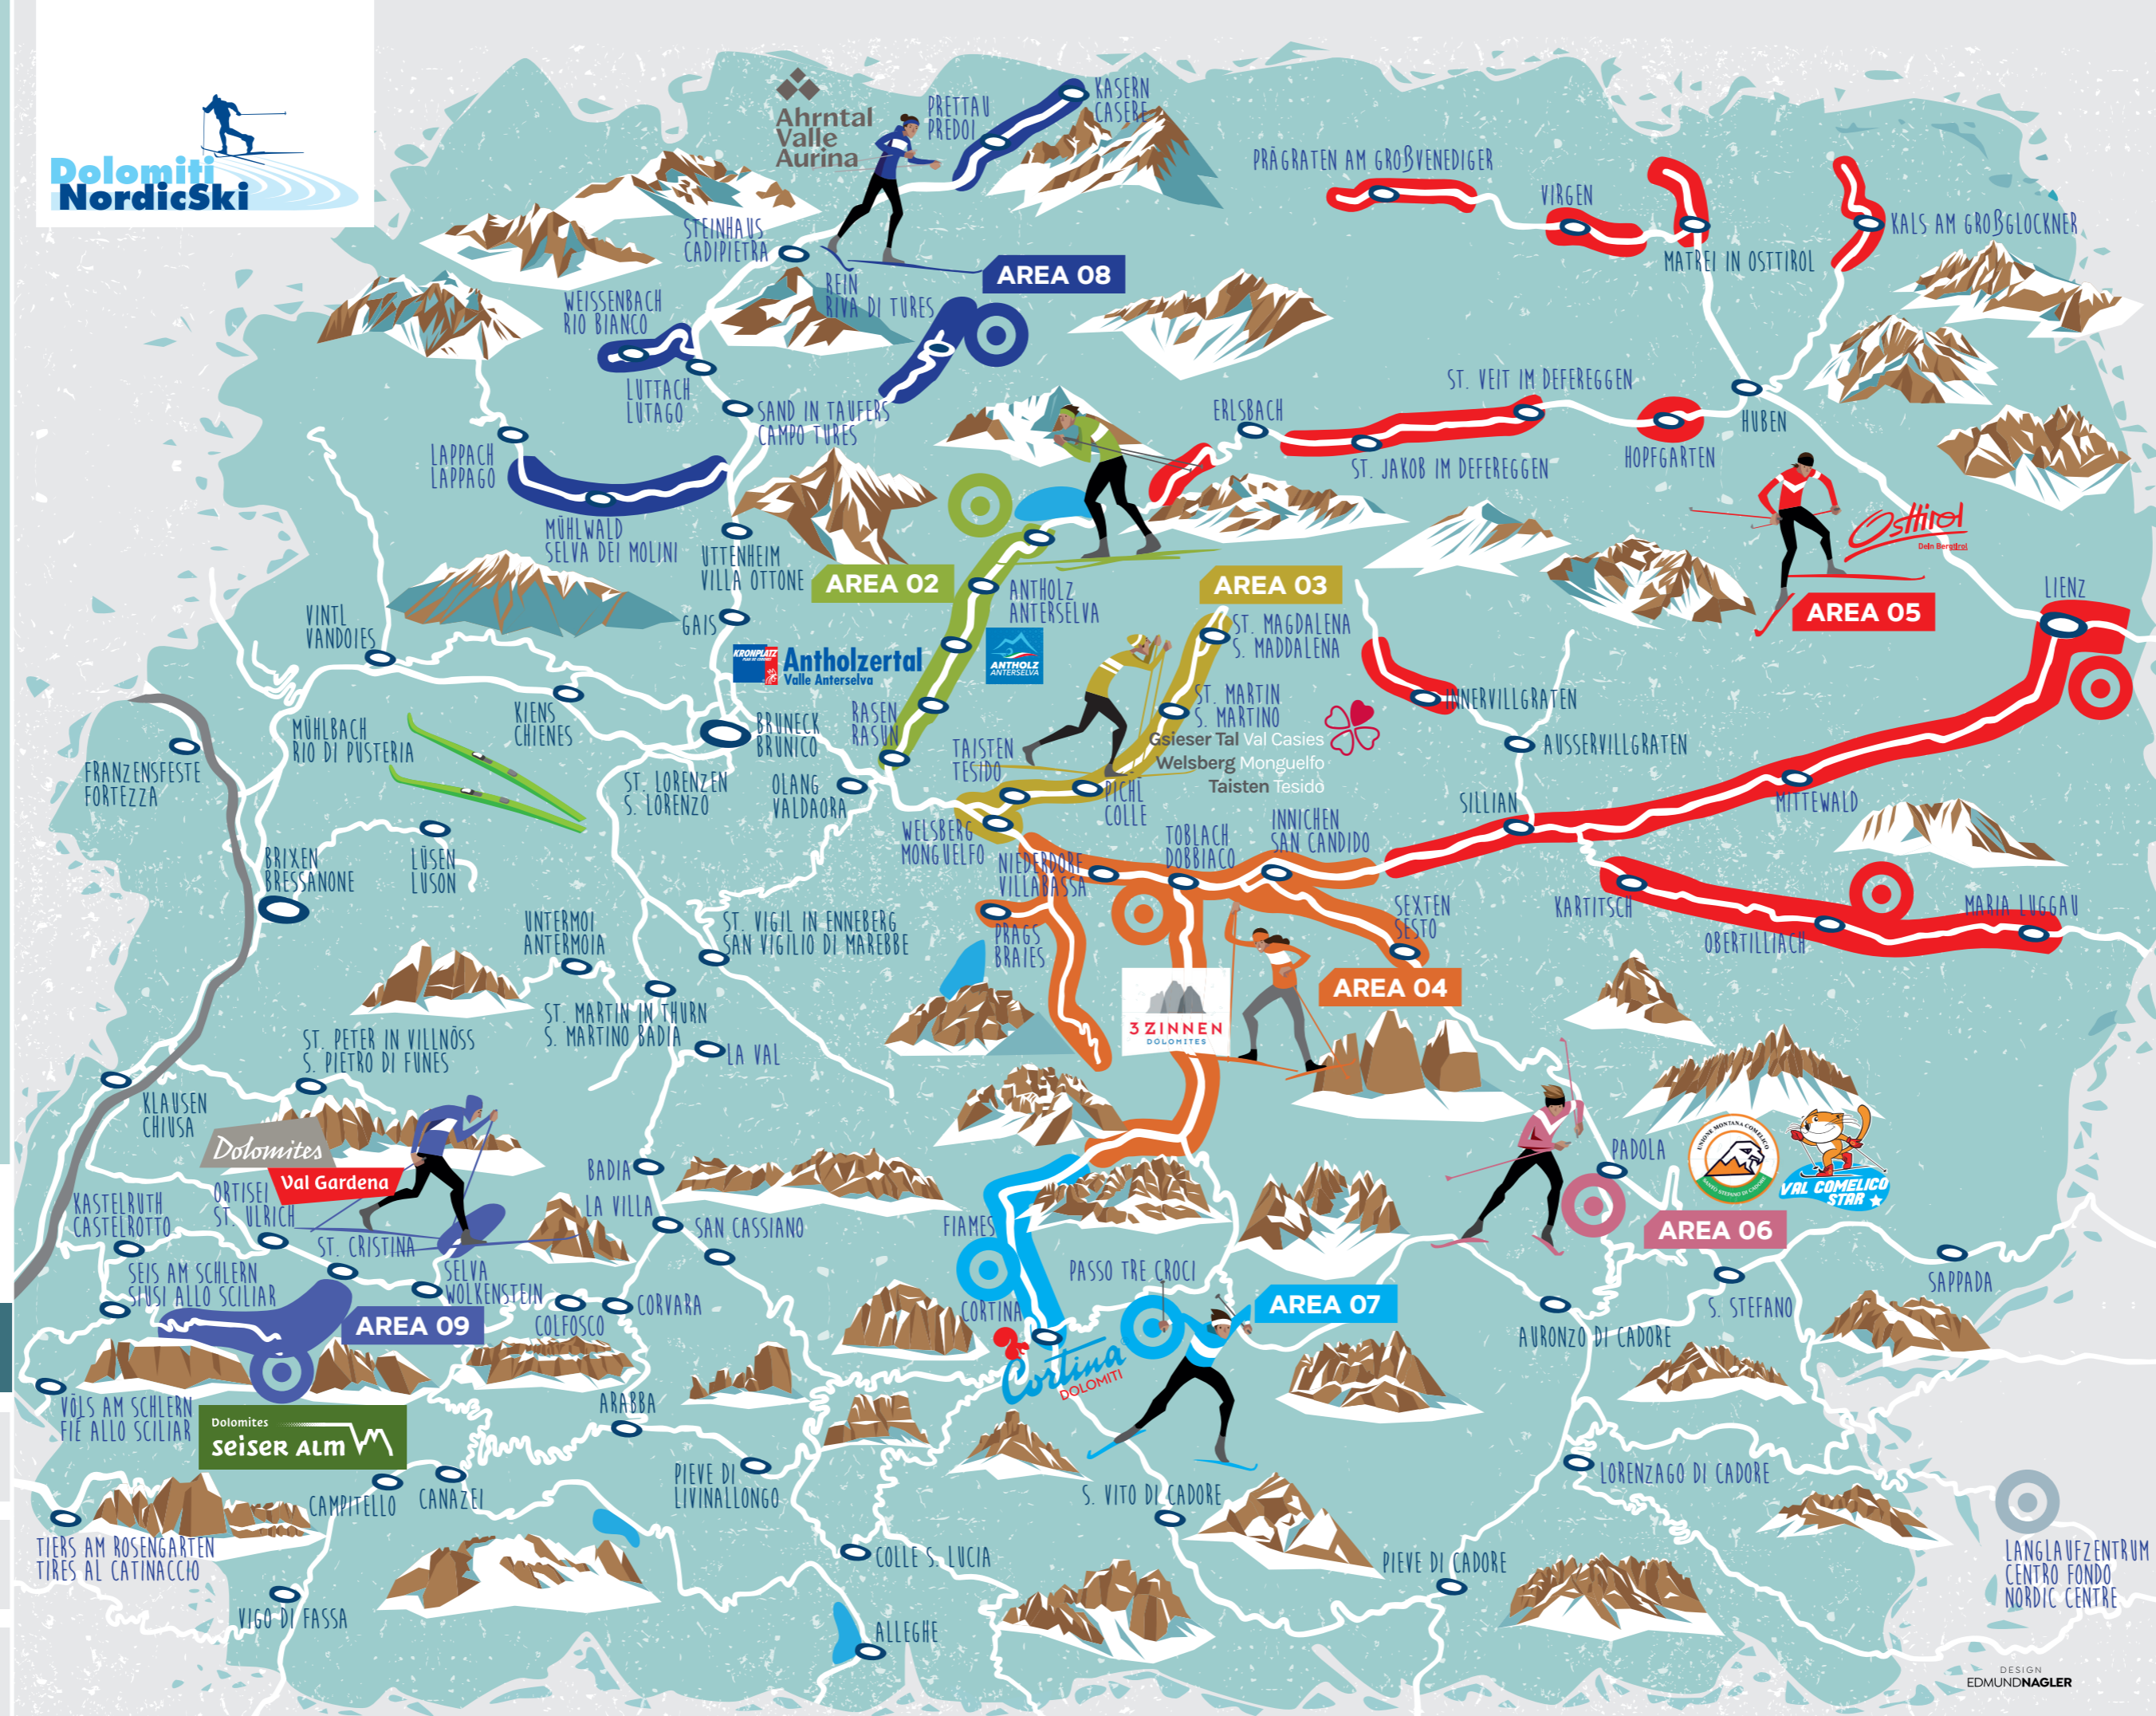 Dolomiti
NordicSki
Ahrntal
Valle
Aurina
PRETTAU
PREDOI
KASERN
CASERE
PRÄGRATEN AM GROßVENEDIGER
VIRGEN
MATREI IN OSTTIROL
KALS AM GROßGLOCKNER
STEINHAUS
CADIPIETRA
AREA 08
REIN
RIVA DI TURES
WEISSENBACH
RIO BIANCO
LUTTACH
LUTAGO
SAND IN TAUFERS
CAMPO TURES
ERLSBACH
ST. VEIT IM DEFEREGGEN
ST. JAKOB IM DEFEREGGEN
HOPFGARTEN
HUBEN
LAPPACH
LAPPAGO
MÜHLWALD
SELVA DEI MOLINI
UTTENHEIM
VILLA OTTONE
AREA 02
ANTHOLZ
ANTERSELVA
AREA 03
Osttirol
Dein Bergtirol
AREA 05
LIENZ
VINTL
VANDOIES
GAIS
KRONPLATZ
Antholzertal
Valle Anterselva
ANTHOLZ
ANTERSELVA
ST. MAGDALENA
S. MADDALENA
ST. MARTIN
S. MARTINO
INNERVILLGRATEN
AUSSERVILLGRATEN
Gsieser Tal Val Casies
Welsberg Monguelfo
Taisten Tesido
MÜHLBACH
RIO DI PUSTERIA
KIENS
CHIENES
BRUNECK
BRUNICO
RASEN
RASUN
TAISTEN
TESIDO
FRANZENSFESTE
FORTEZZA
ST. LORENZEN
S. LORENZO
OLANG
VALDAORA
PICHL
COLLE
WELSBERG
MONGUELFO
SILLIAN
MITTEWALD
BRIXEN
BRESSANONE
LÜSEN
LUSON
NIEDERDORF
VILLABASSA
TOBLACH
DOBBIACO
INNICHEN
SAN CANDIDO
SEXTEN
SESTO
KARTITSCH
OBERTILLIACH
MARIA LUGGAU
UNTERMOI
ANTERMOIA
ST. VIGIL IN ENNEBERG
SAN VIGILIO DI MAREBBE
PRAGS
BRAIES
3 ZINNEN
DOLOMITES
AREA 04
ST. MARTIN IN THURN
S. MARTINO BADIA
LA VAL
ST. PETER IN VILLNÖSS
S. PIETRO DI FUNES
KLAUSEN
CHIUSA
Dolomites
Val Gardena
UNIONE MONTANA COMELICO
SANTO STEFANO DI CADORE
VAL COMELICO
STAR
PADOLA
AREA 06
KASTELRUTH
CASTELROTTO
ORTISEI
ST. ULRICH
ST. CRISTINA
BADIA
LA VILLA
SAN CASSIANO
FIAMES
PASSO TRE CROCI
SEIS AM SCHLERN
SIUSI ALLO SCILIAR
SELVA
WOLKENSTEIN
COLFOSCO
CORVARA
CORTINA
AREA 07
AREA 09
Cortina
DOLOMITI
AURONZO DI CADORE
S. STEFANO
SAPPADA
VÖLS AM SCHLERN
FIÈ ALLO SCILIAR
Dolomites
seiser ALM
ARABBA
PIEVE DI
LIVINALLONGO
CAMPITELLO
CANAZEI
S. VITO DI CADORE
LORENZAGO DI CADORE
TIERS AM ROSENGARTEN
TIRES AL CATINACCIO
VIGO DI FASSA
COLLE S. LUCIA
PIEVE DI CADORE
ALLEGHE
LANGLAUFZENTRUM
CENTRO FONDO
NORDIC CENTRE
DESIGN
EDMUNDNAGLER